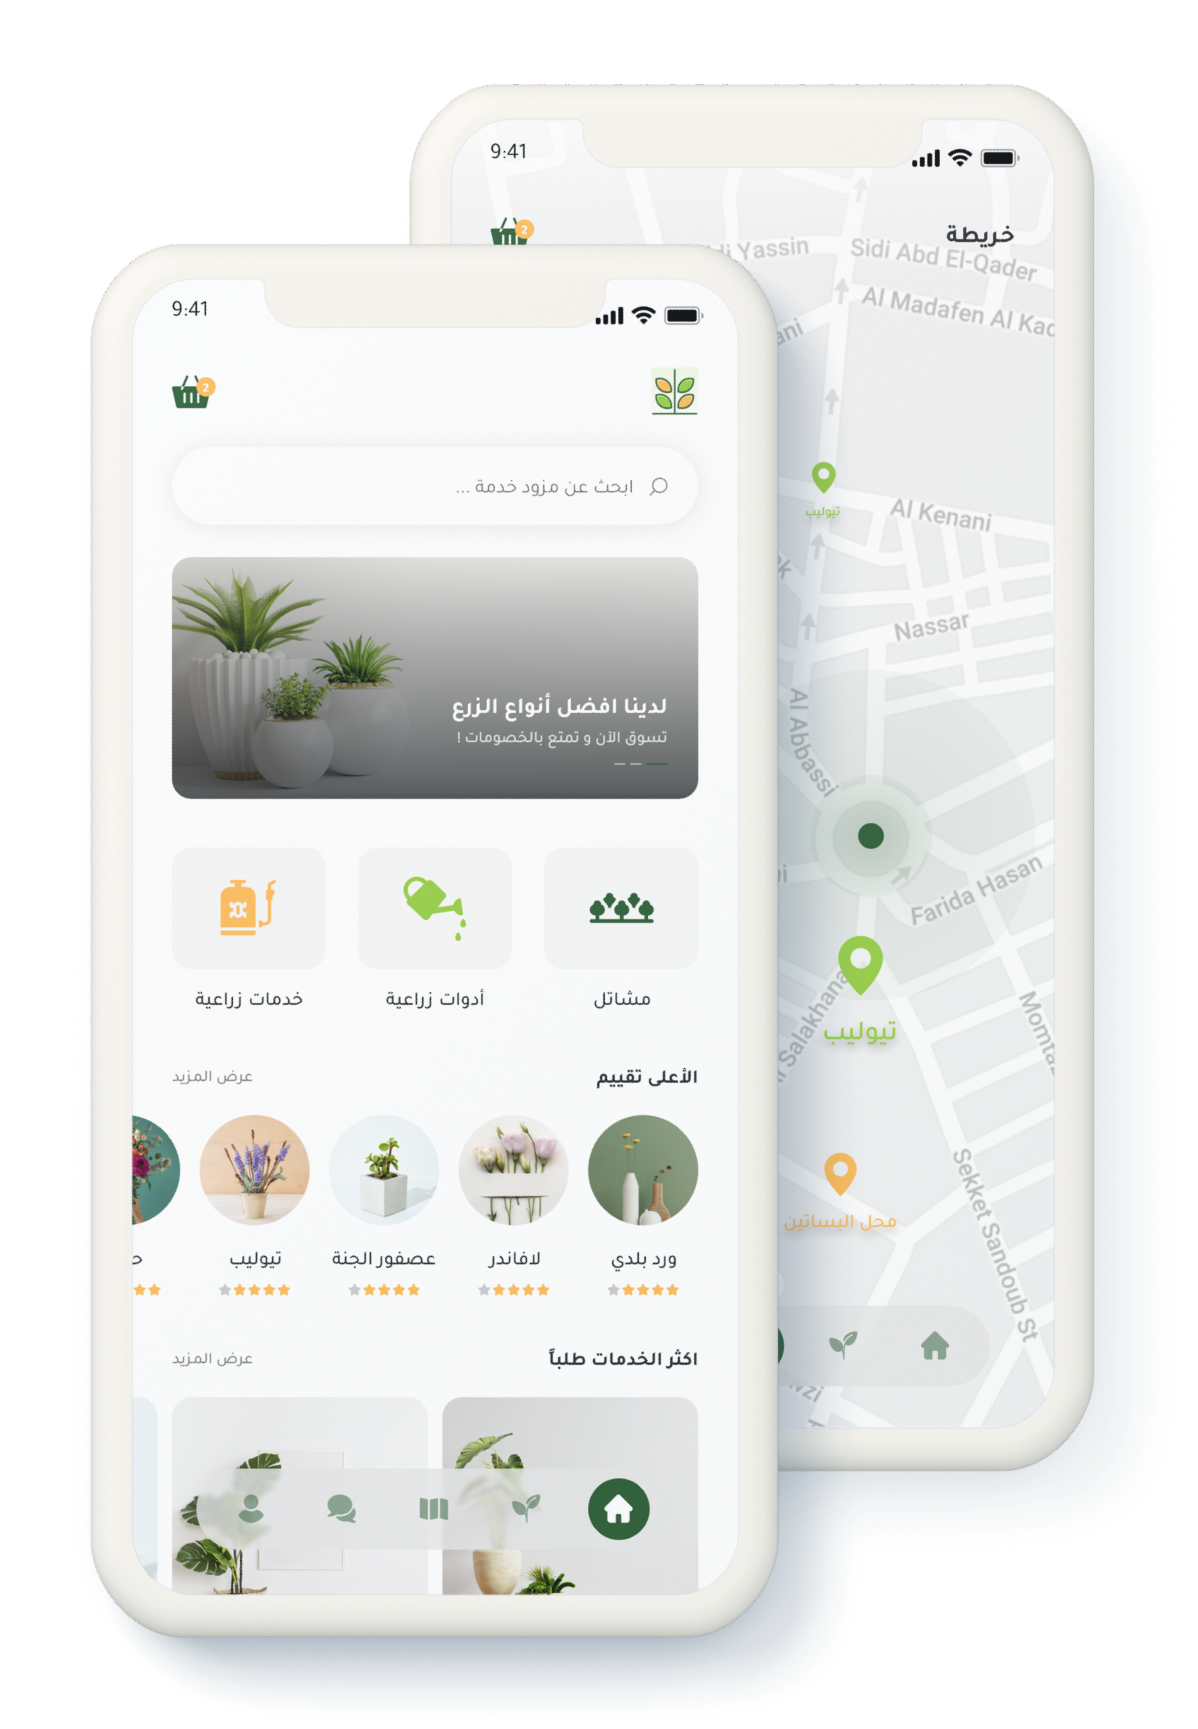 9:41
2
ابحث عن مزود خدمة ...
لدينا افضل أنواع الزرع
تسوق الآن و تمتع بالخصومات !
مشاتل
أدوات زراعية
خدمات زراعية
الأعلى تقييم
عرض المزيد
ورد بلدي
لافاندر
عصفور الجنة
تيوليب
اكثر الخدمات طلباً
عرض المزيد
9:41
2
خريطة
Yassin
Sidi Abd El-Qader
Al Madafen Al
تيوليب
Al Kenani
Nassar
Al Abbassi
Farida Hasan
تيوليب
Salakhana
محل البساتين
Sekket Sandoub St